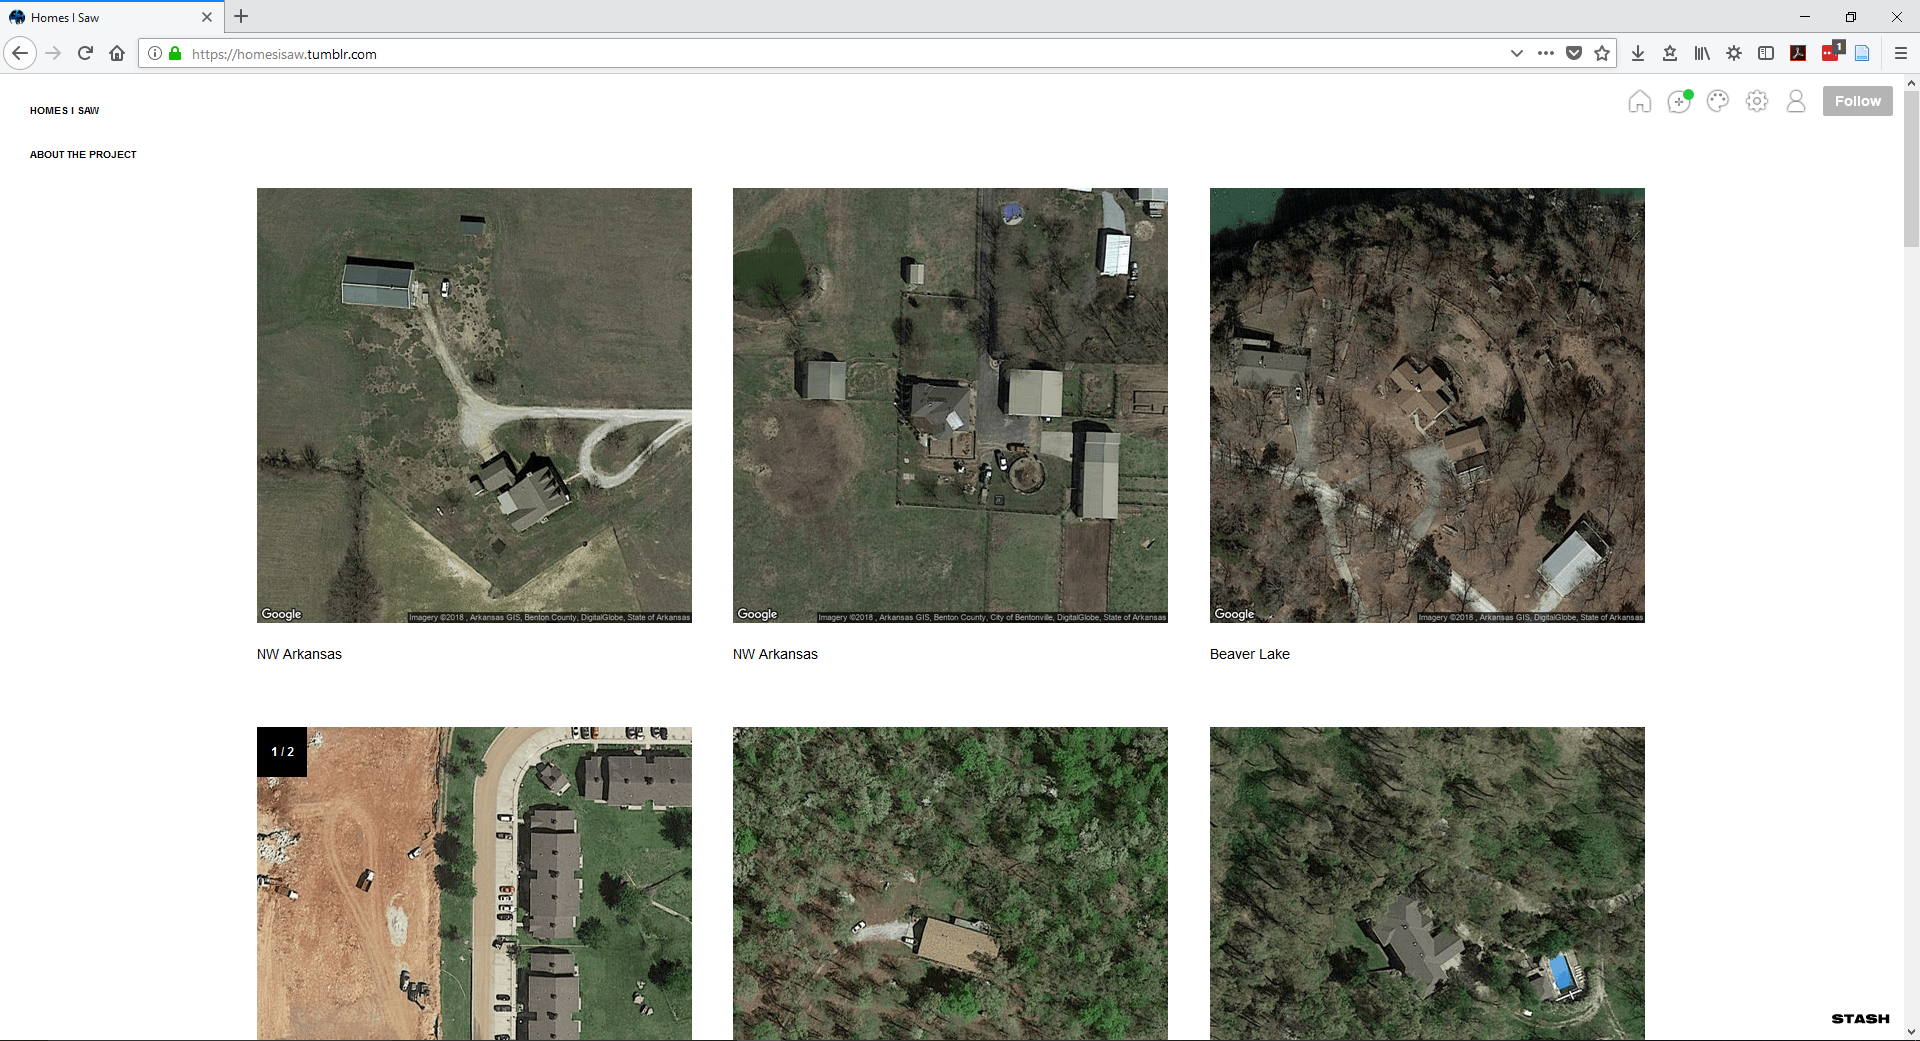 Homes I Saw
https://homesisaw.tumblr.com
1
HOMES I SAW
Follow
ABOUT THE PROJECT
Google
Imagery ©2018 , Arkansas GIS, Benton County, DigitalGlobe, State of Arkansas
Google
Imagery ©2018 , Arkansas GIS, Benton County, City of Bentonville, DigitalGlobe, State of Arkansas
Google
Imagery ©2018 , Arkansas GIS, DigitalGlobe, State of Arkansas
NW Arkansas
NW Arkansas
Beaver Lake
1 / 2
STASH